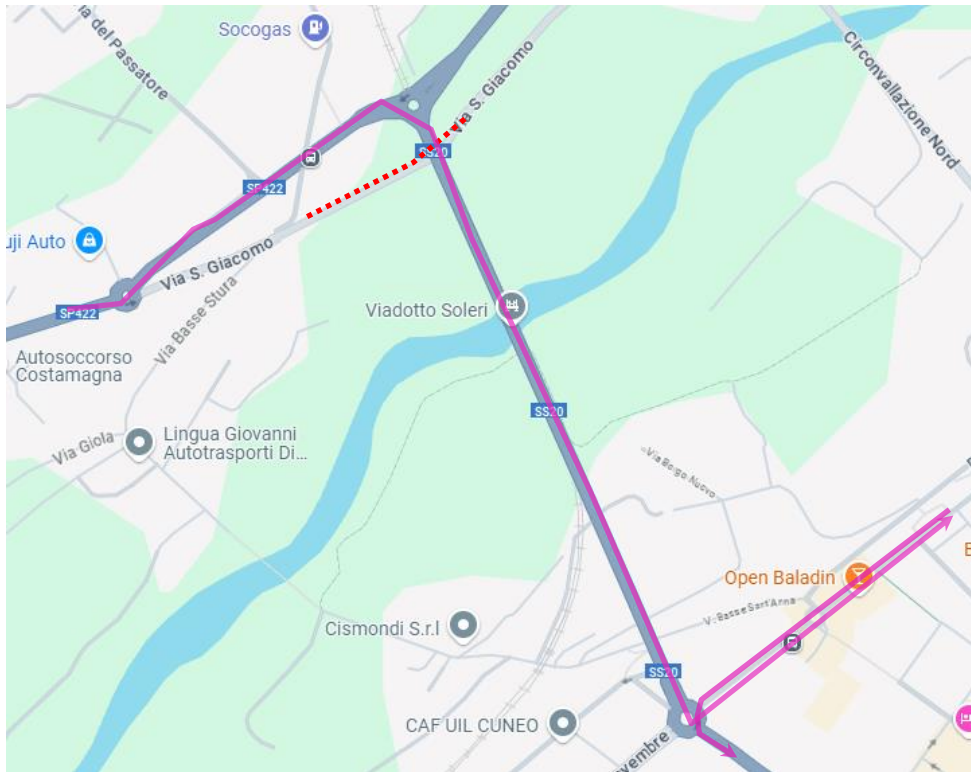 Socogas
a del Passatore
Via S. Giacomo
Circonvallazione Nord
SS20
SP422
uji Auto
Via S. Giacomo
SP422
Via Basse Stura
Viadotto Soleri
Autosoccorso
Costamagna
SS20
Via Giola
Lingua Giovanni
Autotrasporti Di...
Via Borgo Nuovo
Open Baladin
V. Basse Sant'Anna
Cismondi S.r.l
SS20
CAF UIL CUNEO
ovembre